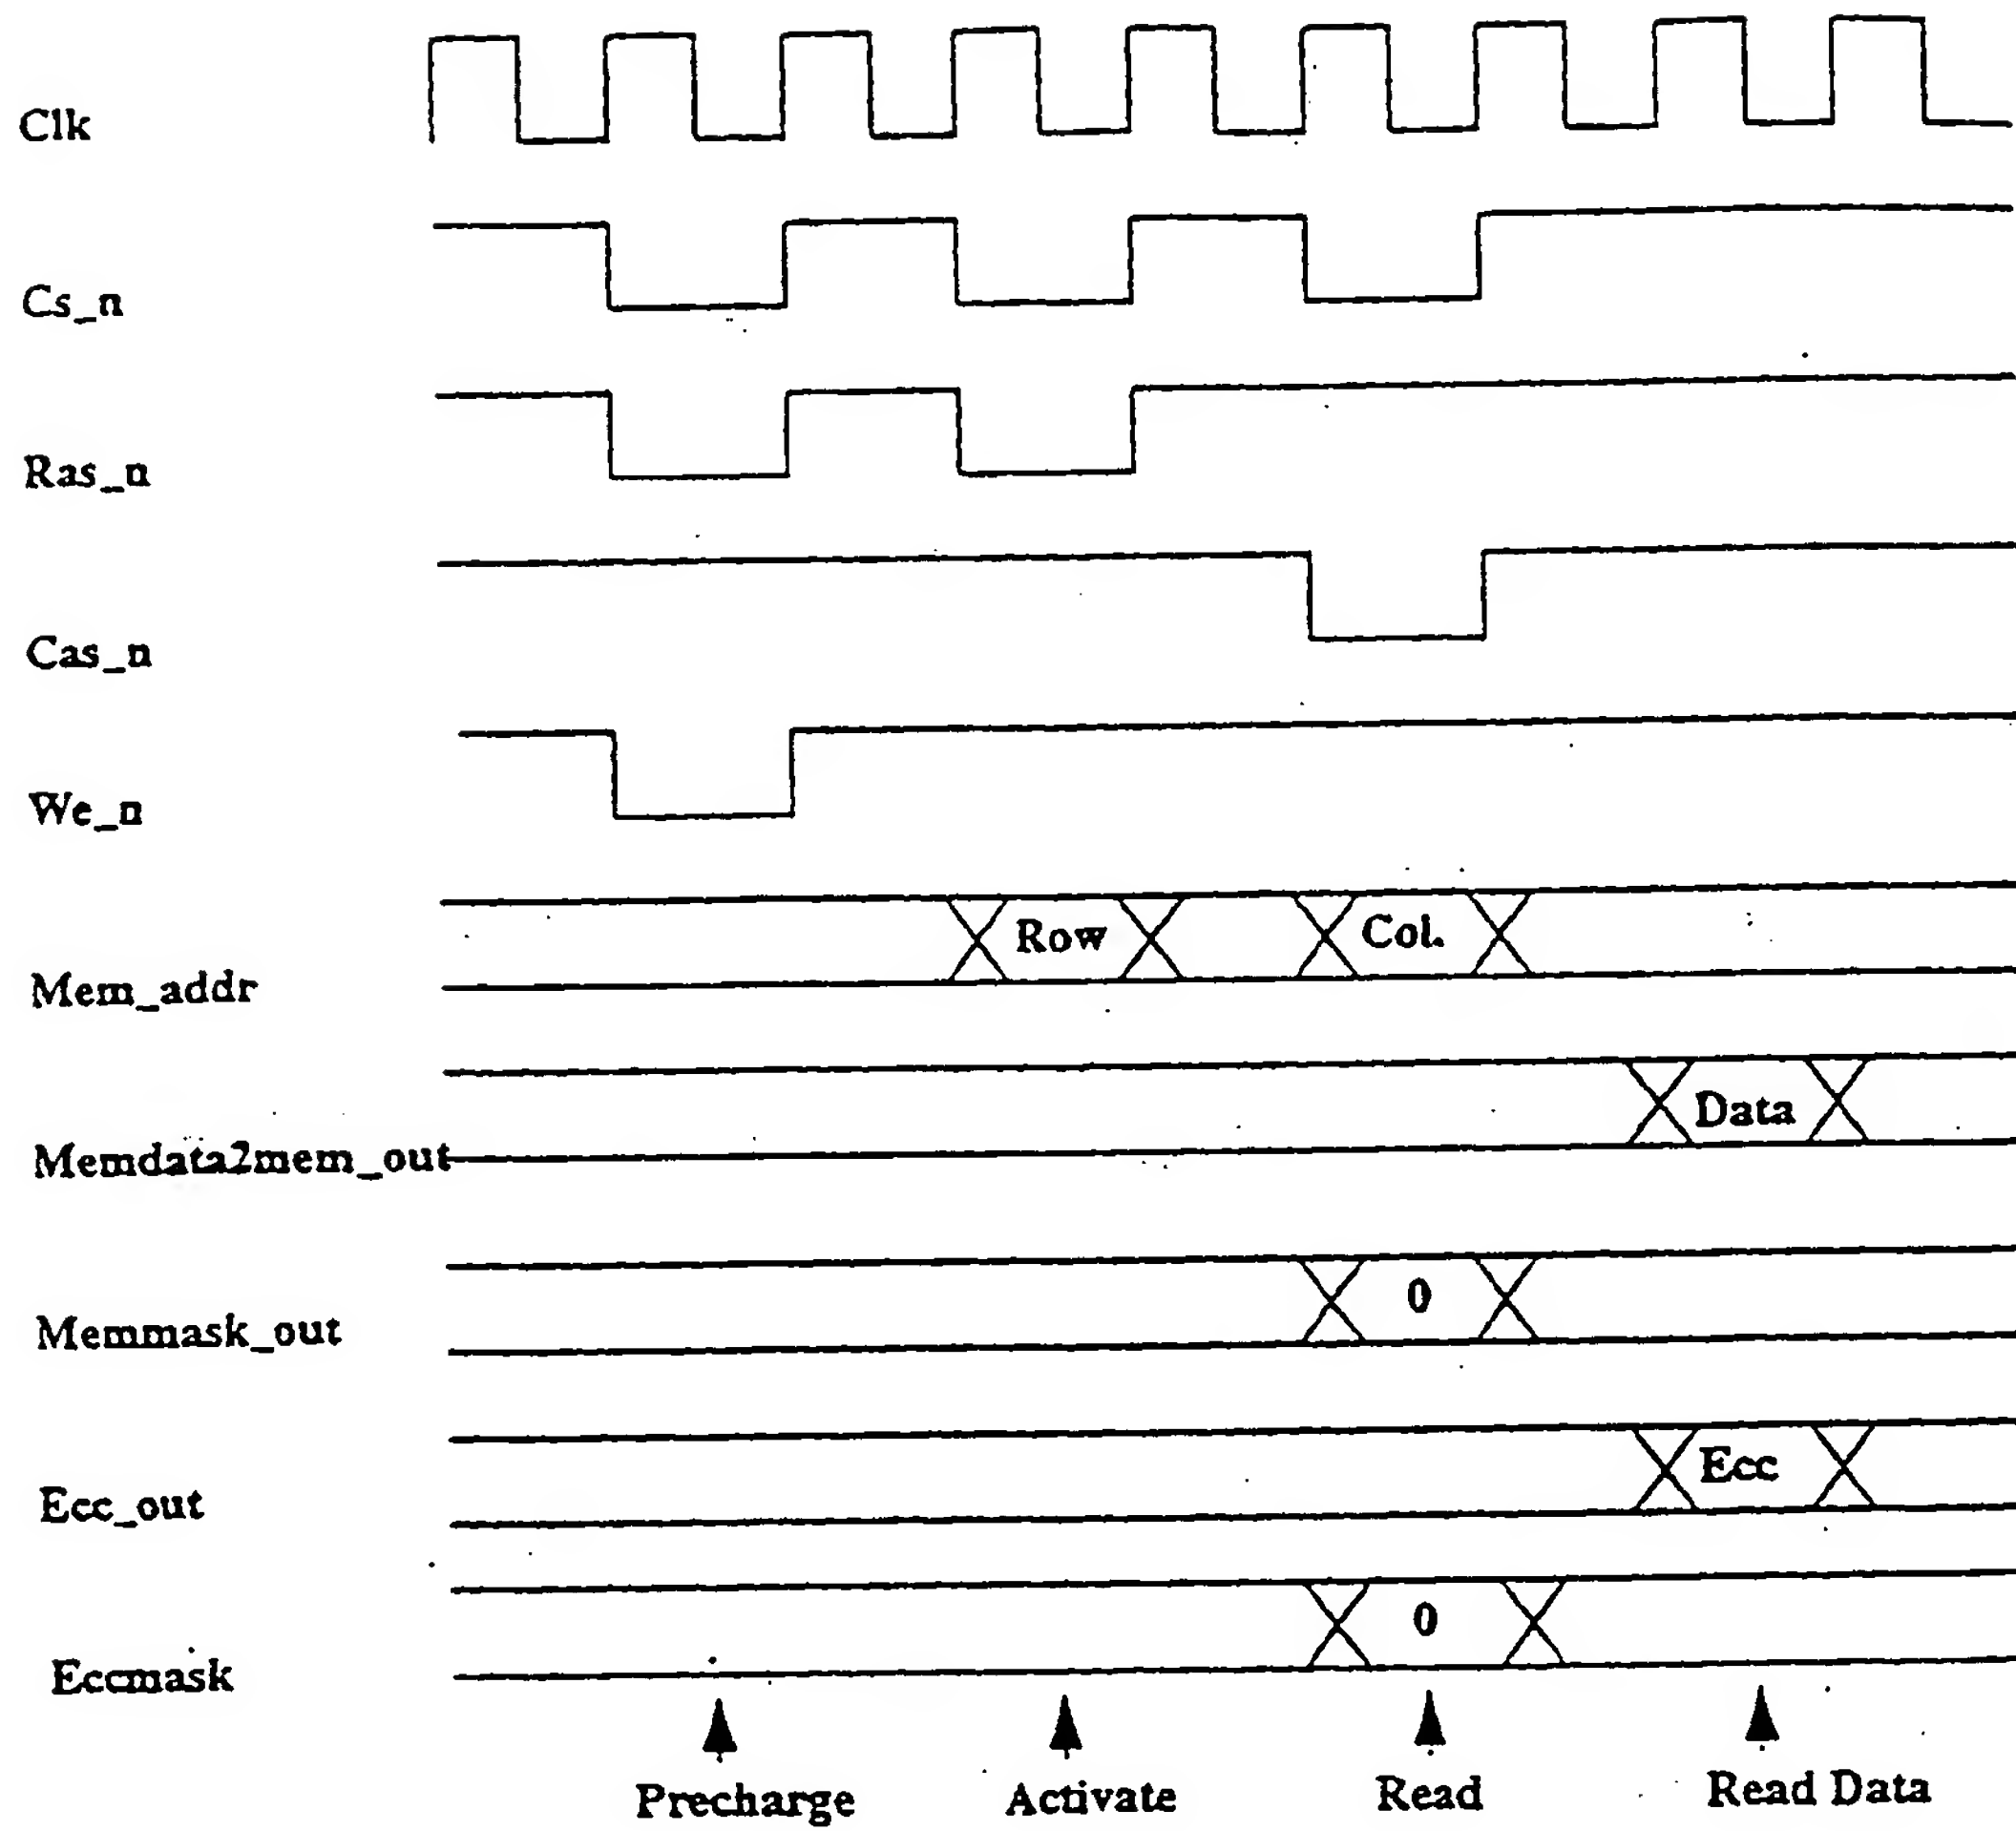 Clk
Cs_n
Ras_n
Cas_n
We_n
Mem_addr
Row
Col.
Memdata2mem_out
Data
Memmask_out
0
Ecc_out
Ecc
Eccmask
0
Precharge
Activate
Read
Read Data